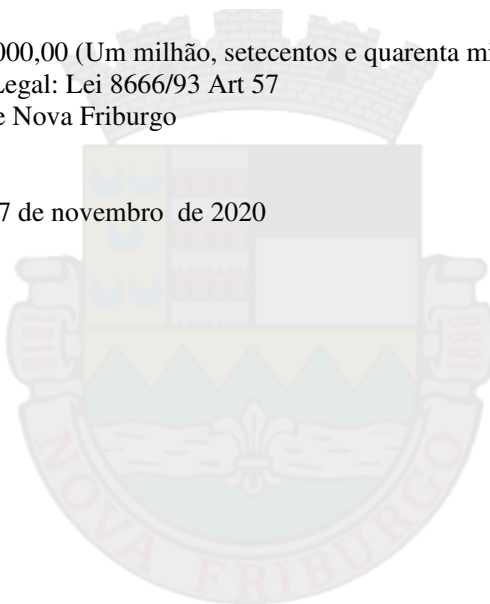 000,00 (Um milhão, setecentos e quarenta mi
Legal: Lei 8666/93 Art 57
e Nova Friburgo
7 de novembro de 2020
1818
1890
NOVA FRIBURGO